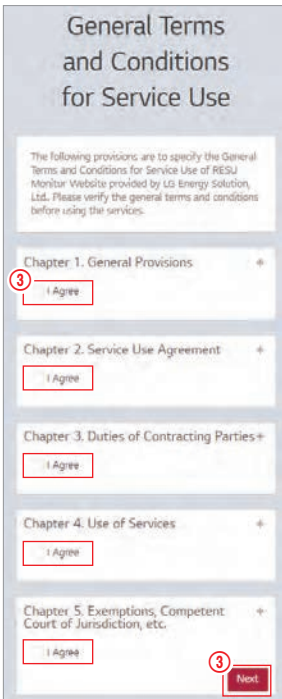 General Terms
and Conditions
for Service Use
The following provisions are to specify the General
Terms and Conditions for Service Use of RESU
Monitor Website provided by LG Energy Solution,
Ltd. Please verify the general terms and conditions
before using the services.
Chapter 1. General Provisions +
③
I Agree
Chapter 2. Service Use Agreement +
I Agree
Chapter 3. Duties of Contracting Parties+
I Agree
Chapter 4. Use of Services +
I Agree
Chapter 5. Exemptions, Competent +
Court of Jurisdiction, etc.
I Agree
③
Next